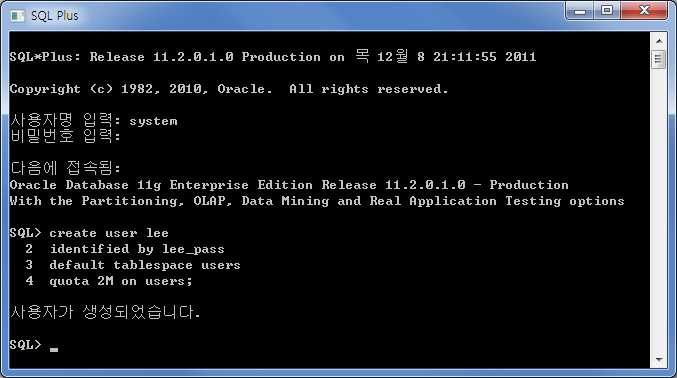 SQL Plus
SQL*Plus: Release 11.2.0.1.0 Production on 목 12월 8 21:11:55 2011
Copyright (c) 1982, 2010, Oracle.  All rights reserved.
사용자명 입력: system
비밀번호 입력:
다음에 접속됨:
Oracle Database 11g Enterprise Edition Release 11.2.0.1.0 - Production
With the Partitioning, OLAP, Data Mining and Real Application Testing options
SQL> create user lee
  2  identified by lee_pass
  3  default tablespace users
  4  quota 2M on users;
사용자가 생성되었습니다.
SQL> _